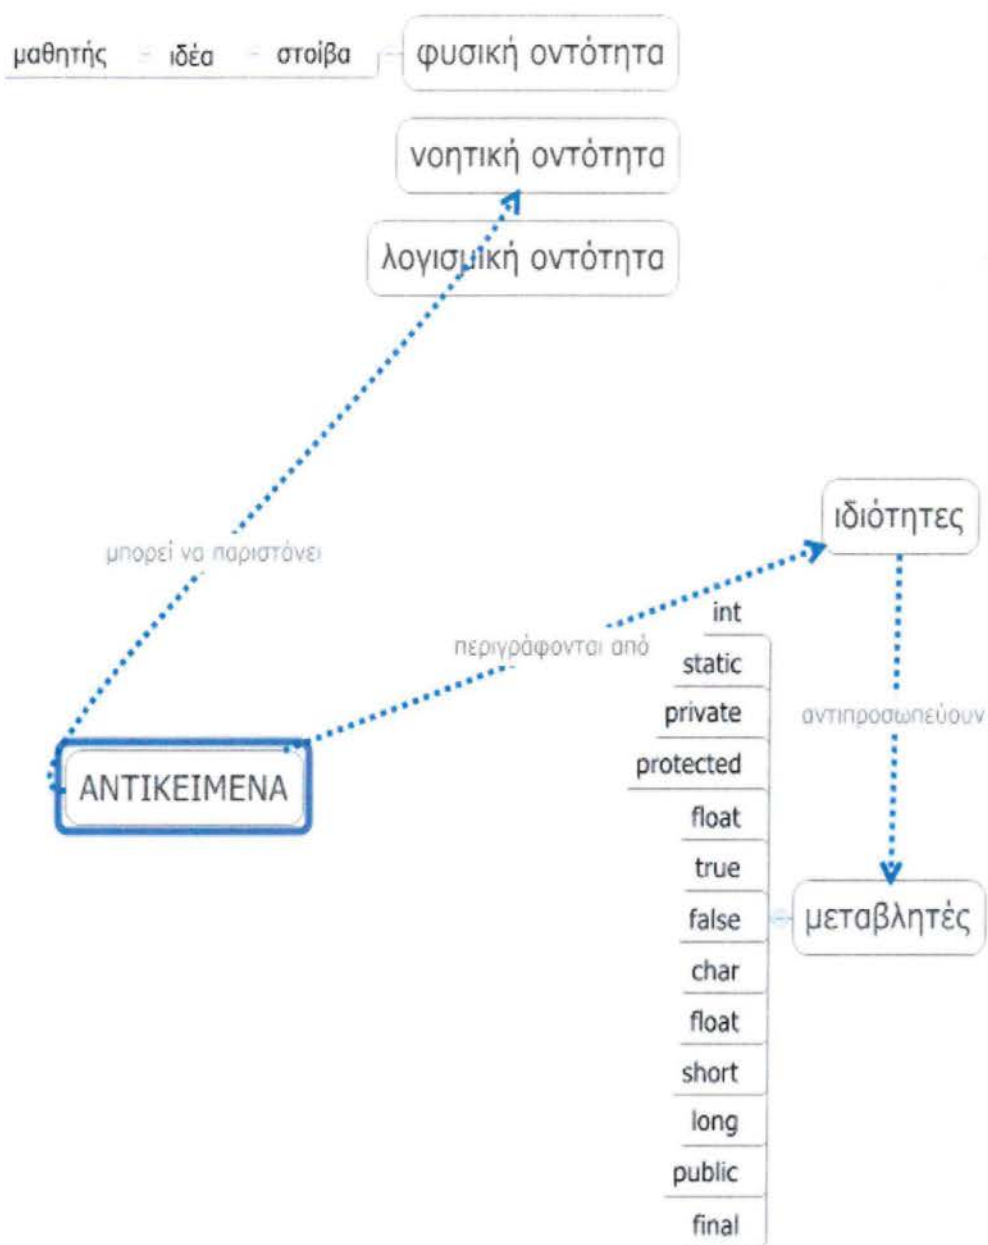 μαθητής - ιδέα - στοίβα φυσική οντότητα
νοητική οντότητα
λογισμική οντότητα
μπορεί να παριστάνει
ιδιότητες
περιγράφονται από
αντιπροσωπεύουν
ΑΝΤΙΚΕΙΜΕΝΑ
μεταβλητές
int
static
private
protected
float
true
false
char
float
short
long
public
final